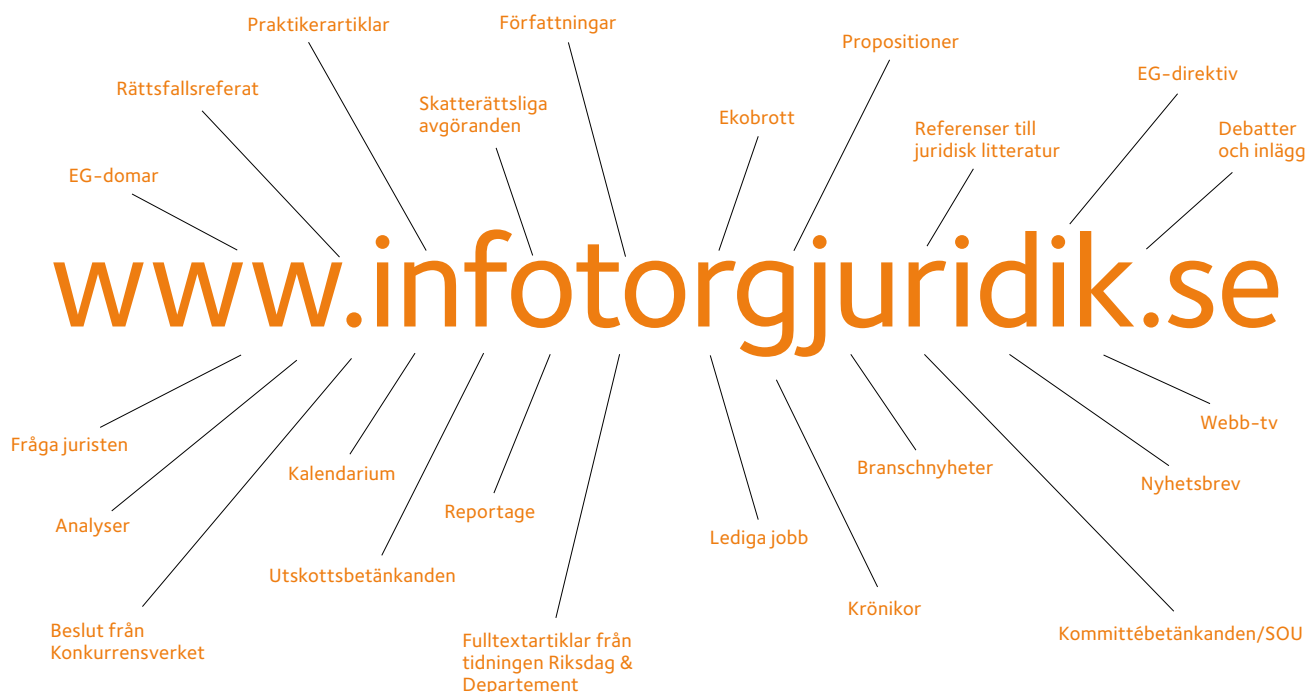 Praktikerartiklar
Författningar
Propositioner
EG-direktiv
Rättsfallsreferat
Skatterättsliga
avgöranden
Ekobrott
Referenser till
juridisk litteratur
Debatter
och inlägg
EG-domar
www.infotorgjuridik.se
Fråga juristen
Analyser
Beslut från
Konkurrensverket
Kalendarium
Utskottsbetänkanden
Reportage
Fulltextartiklar från
tidningen Riksdag &
Departement
Lediga jobb
Krönikor
Branschnyheter
Kommittébetänkanden/SOU
Nyhetsbrev
Webb-tv